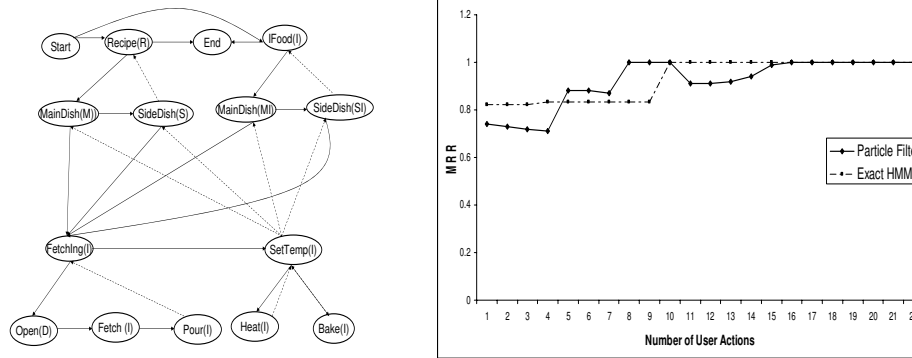 Start
Recipe(R)
End
IFood(I)
MainDish(M))
SideDish(S)
MainDish(MI)
SideDish(SI)
FetchIng(I)
SetTemp(I)
Open(D)
Fetch (I)
Pour(I)
Heat(I)
Bake(I)
1.2
1
0.8
0.6
0.4
0.2
0
MRR
1 2 3 4 5 6 7 8 9 10 11 12 13 14 15 16 17 18 19 20 21 2
Number of User Actions
Particle Filte
Exact HMM